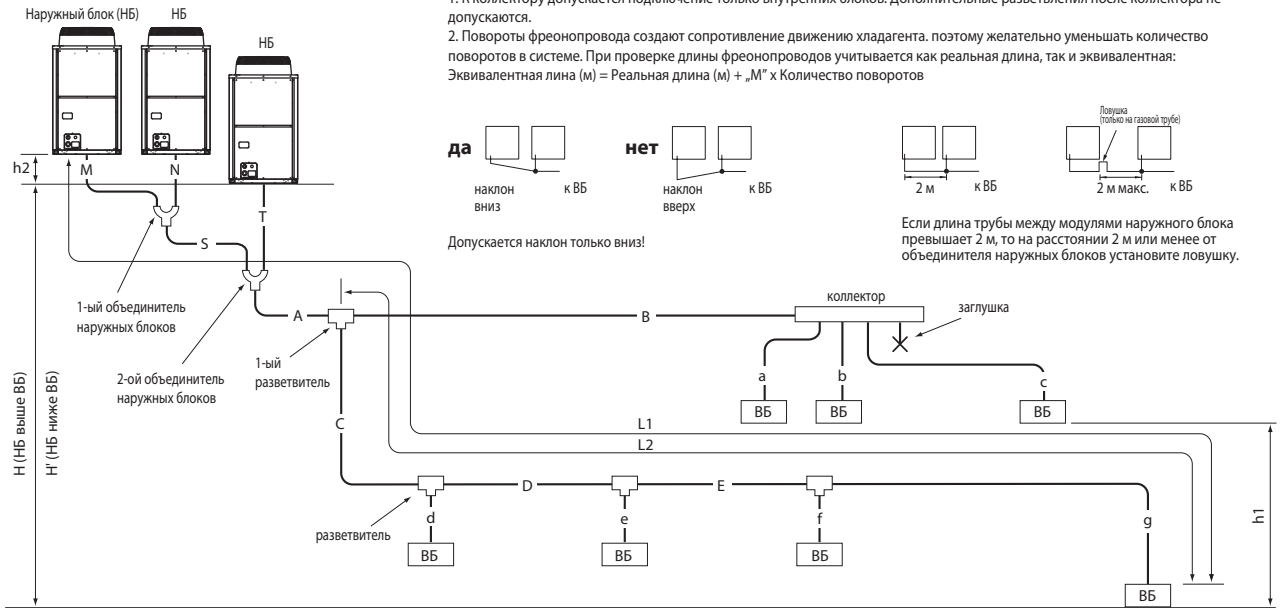 1. К коллектору допускается подключение только внутренних блоков. Дополнительные разветвления после коллектора не
допускаются.
2. Повороты фреонопровода создают сопротивление движению хладагента. поэтому желательно уменьшать количество
поворотов в системе. При проверке длины фреонопроводов учитывается как реальная длина, так и эквивалентная:
Эквивалентная лина (м) = Реальная длина (м) + „М” x Количество поворотов
Наружный блок (НБ)
НБ
НБ
да
наклон
вниз
к ВБ
нет
наклон
вверх
к ВБ
2 м
к ВБ
Ловушка
(только на газовой трубе)
2 м макс.
к ВБ
Допускается наклон только вниз!
Если длина трубы между модулями наружного блока
превышает 2 м, то на расстоянии 2 м или менее от
объединителя наружных блоков установите ловушку.
h2
M
N
T
S
1-ый объединитель
наружных блоков
2-ой объединитель
наружных блоков
A
1-ый
разветвитель
B
коллектор
заглушка
a
b
c
ВБ
ВБ
ВБ
C
L1
L2
H (НБ выше ВБ)
H' (НБ ниже ВБ)
D
E
разветвитель
d
e
f
g
ВБ
ВБ
ВБ
ВБ
h1